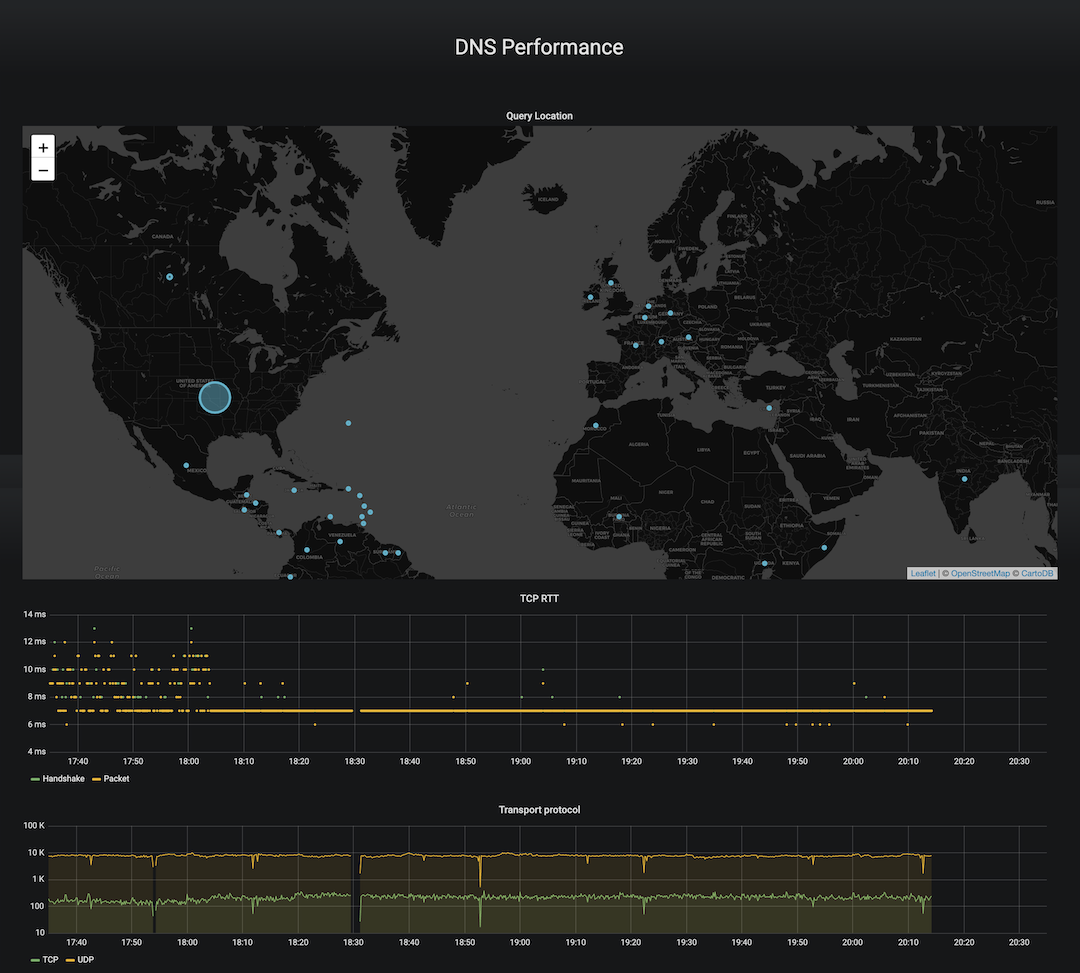 DNS Performance
Query Location
+
−
ICELAND
RUSSIA
CANADA
FINLAND
NORWAY
SWEDEN
BELARUS
POLAND
UKRAINE
KAZAKHSTAN
UNITED STATES
OF AMERICA
ROMANIA
ITALY
PORTUGAL
TURKEY
UZBEKISTAN
KYRGYZSTAN
TURKMENISTAN
TAJIKISTAN
SYRIA
IRAQ
IRAN
AFGHANISTAN
PAKISTAN
NEPAL
BANGLADESH
MOROCCO
ALGERIA
LIBYA
EGYPT
SAUDI ARABIA
OMAN
INDIA
MEXICO
MAURITANIA
MALI
NIGER
CHAD
SUDAN
ERITREA
YEMEN
Atlantic
Ocean
NIGERIA
ETHIOPIA
VENEZUELA
COLOMBIA
CAMEROON
KENYA
DEMOCRATIC
Pacific
Ocean
Leaflet | © OpenStreetMap © CartoDB
TCP RTT
14 ms
12 ms
10 ms
8 ms
6 ms
4 ms
17:40 17:50 18:00 18:10 18:20 18:30 18:40 18:50 19:00 19:10 19:20 19:30 19:40 19:50 20:00 20:10 20:20 20:30
Handshake Packet
Transport protocol
100 K
10 K
1 K
100
10
17:40 17:50 18:00 18:10 18:20 18:30 18:40 18:50 19:00 19:10 19:20 19:30 19:40 19:50 20:00 20:10 20:20 20:30
TCP UDP